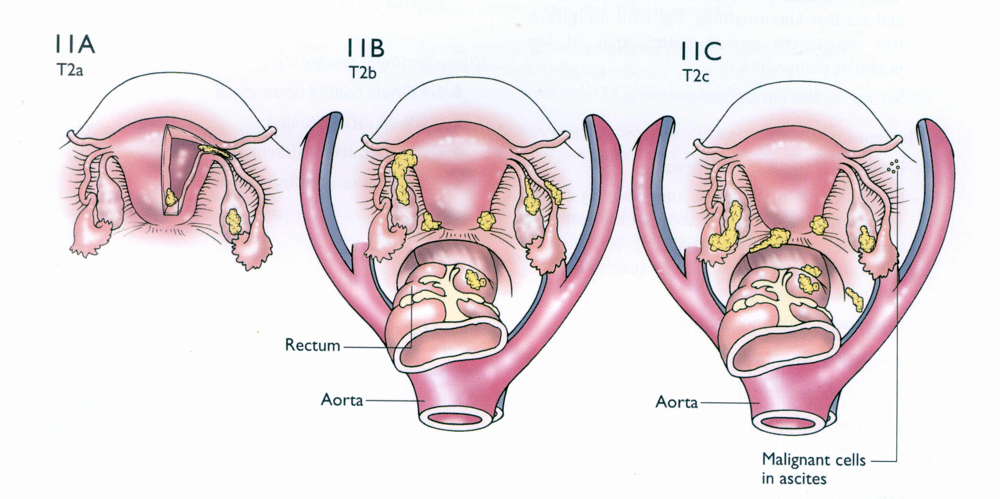 IIA
T2a
IIB
T2b
IIC
T2c
Rectum
Aorta
Aorta
Malignant cells
in ascites